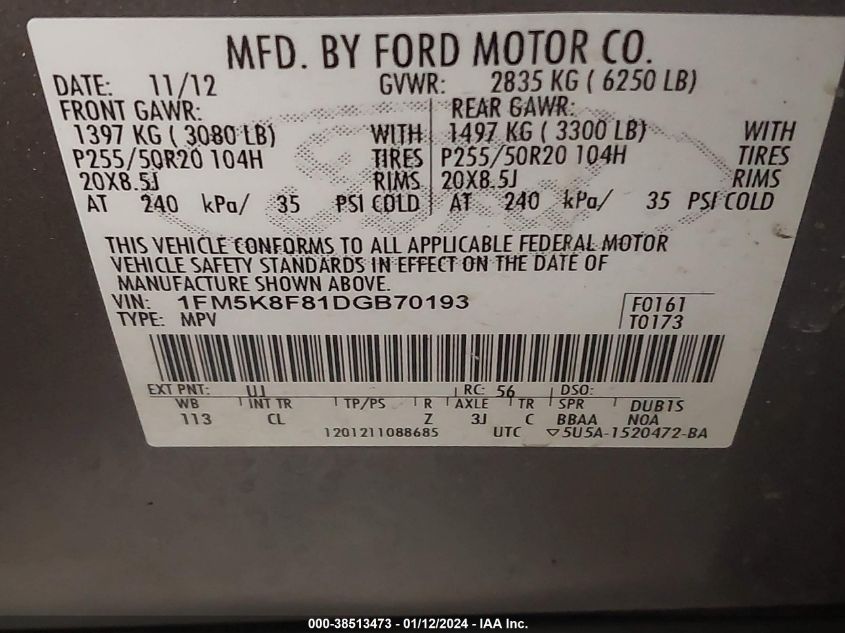 MFD. BY FORD MOTOR CO.
DATE: 11/12 GVWR: 2835 KG ( 6250 LB)
FRONT GAWR: REAR GAWR:
1397 KG ( 3080 LB) WITH 1497 KG ( 3300 LB) WITH
P255/50R20 104H TIRES P255/50R20 104H TIRES
20X8.5J RIMS 20X8.5J RIMS
AT 240 kPa/ 35 PSI COLD AT 240 kPa/ 35 PSI COLD
THIS VEHICLE CONFORMS TO ALL APPLICABLE FEDERAL MOTOR
VEHICLE SAFETY STANDARDS IN EFFECT ON THE DATE OF
MANUFACTURE SHOWN ABOVE.
VIN: 1FM5K8F81DGB70193 F0161
TYPE: MPV T0173
EXT PNT: UJ RC: 56 DSO:
WB INT TR TP/PS R AXLE TR SPR DUB1S
113 CL Z 3J C BBAA NOA
1201211088685 UTC ▽5U5A-1520472-BA
000-38513473 - 01/12/2024 - IAA Inc.